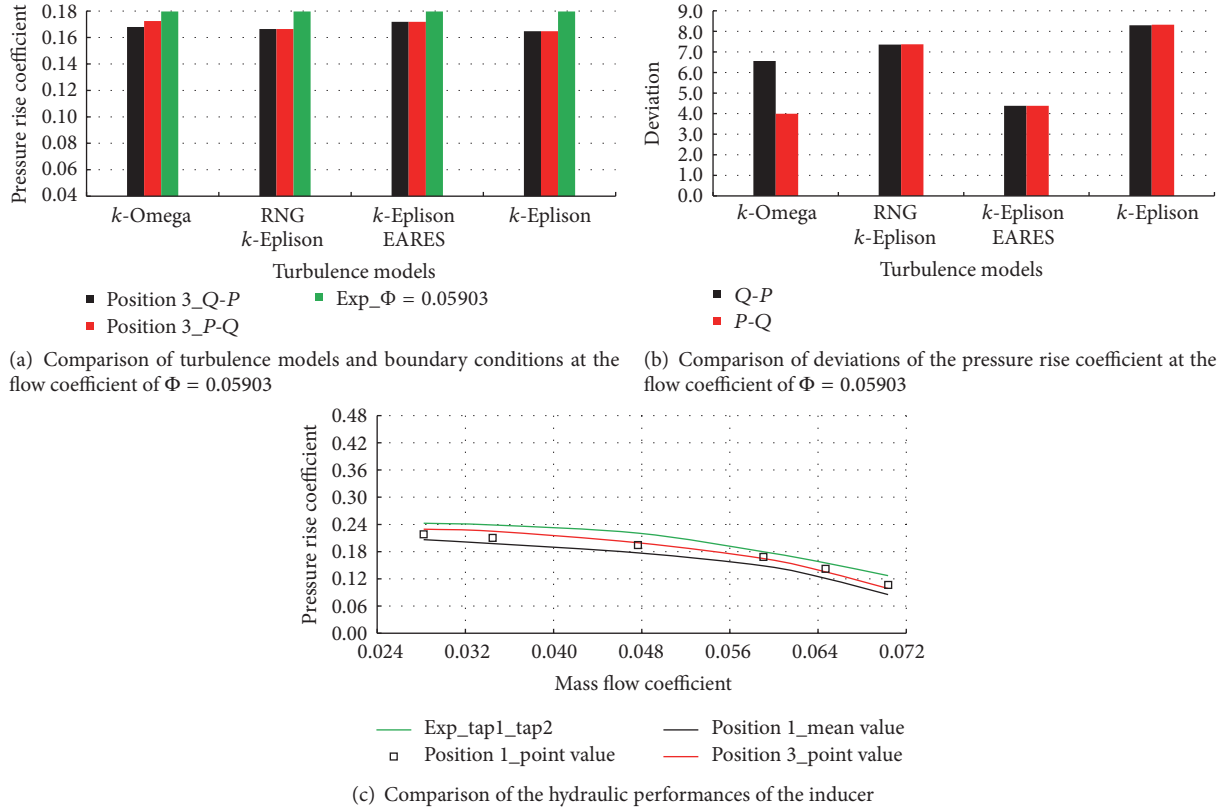 Pressure rise coefficient
0.18
0.16
0.14
0.12
0.10
0.08
0.06
0.04
k-Omega
RNG
k-Eplison
k-Eplison
EARES
k-Eplison
Turbulence models
Position 3_Q-P
Position 3_P-Q
Exp_Φ = 0.05903
(a) Comparison of turbulence models and boundary conditions at the
flow coefficient of Φ = 0.05903
Deviation
9.0
8.0
7.0
6.0
5.0
4.0
3.0
2.0
1.0
0.0
k-Omega
RNG
k-Eplison
k-Eplison
EARES
k-Eplison
Turbulence models
Q-P
P-Q
(b) Comparison of deviations of the pressure rise coefficient at the
flow coefficient of Φ = 0.05903
Pressure rise coefficient
0.48
0.42
0.36
0.30
0.24
0.18
0.12
0.06
0.00
0.024 0.032 0.040 0.048 0.056 0.064 0.072
Mass flow coefficient
Exp_tap1_tap2
Position 1_point value
Position 1_mean value
Position 3_point value
(c) Comparison of the hydraulic performances of the inducer